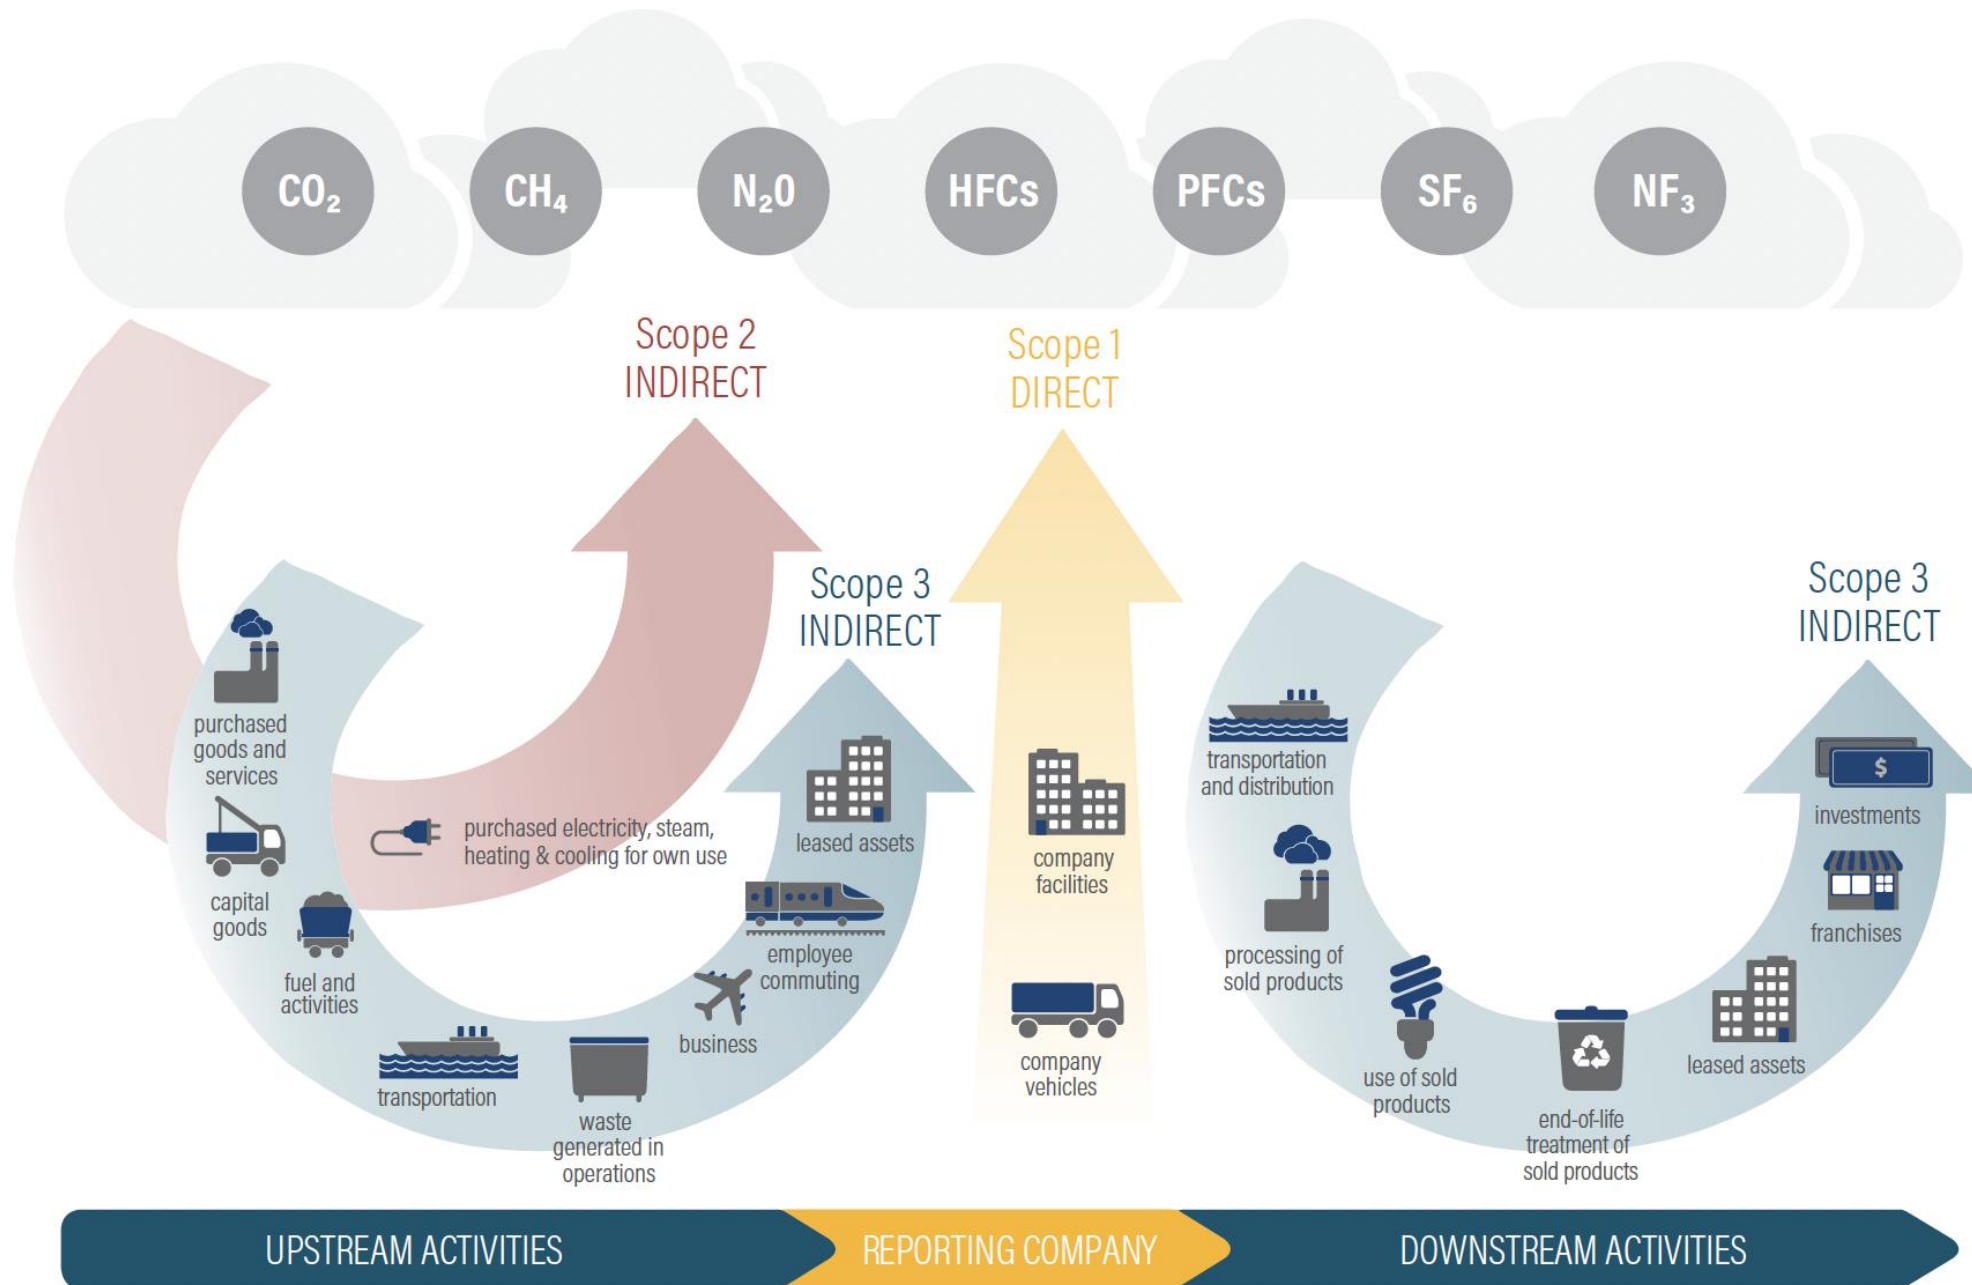 CO₂
CH₄
N₂O
HFCs
PFCs
SF₆
NF₃
Scope 2
INDIRECT
Scope 1
DIRECT
Scope 3
INDIRECT
Scope 3
INDIRECT
purchased
goods and
services
capital
goods
fuel and
activities
purchased electricity, steam,
heating & cooling for own use
transportation
waste
generated in
operations
business
employee
commuting
leased assets
company
facilities
company
vehicles
transportation
and distribution
processing of
sold products
use of sold
products
end-of-life
treatment of
sold products
leased assets
franchises
$
investments
UPSTREAM ACTIVITIES
REPORTING COMPANY
DOWNSTREAM ACTIVITIES